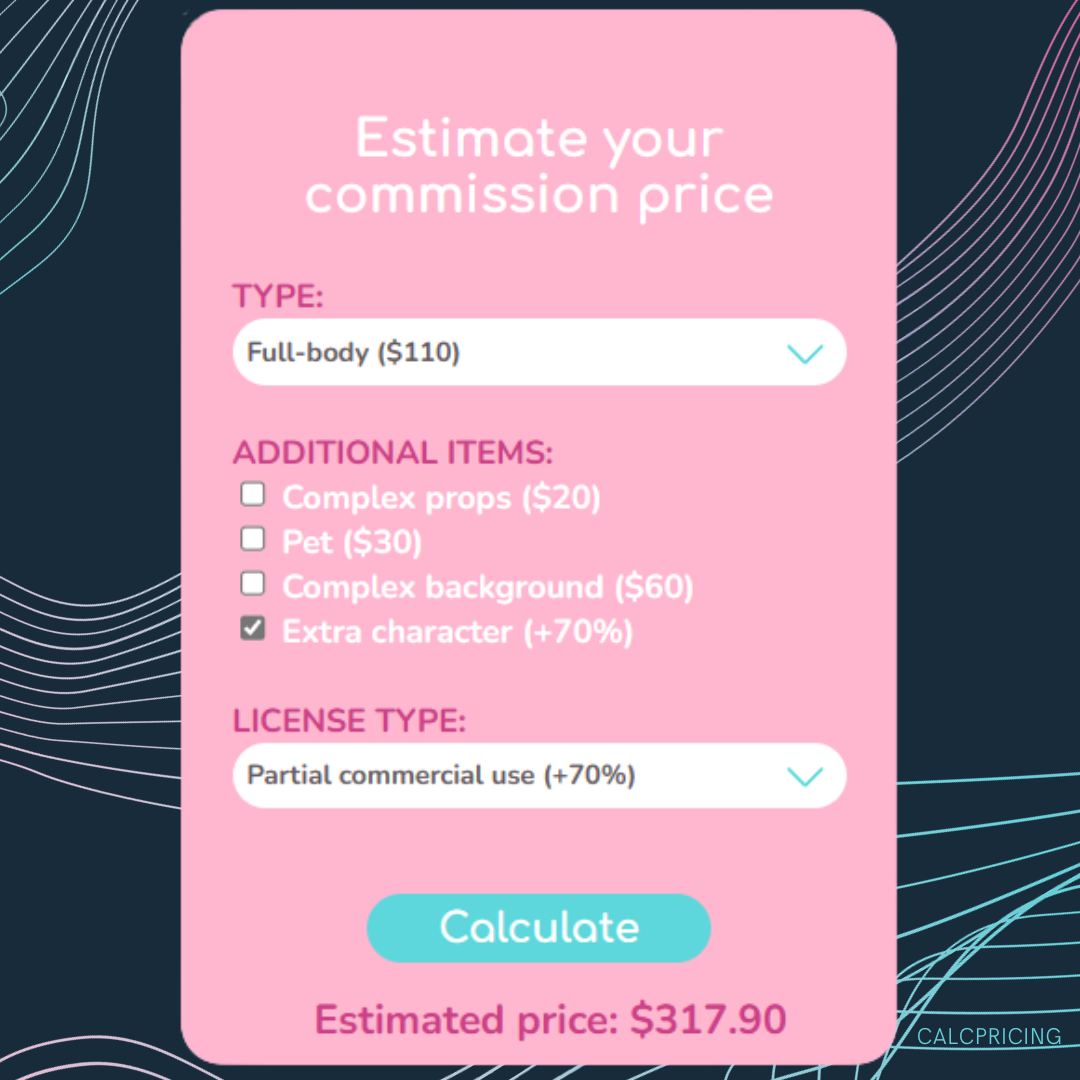 Estimate your
commission price
TYPE:
Full-body ($110)
ADDITIONAL ITEMS:
Complex props ($20)
Pet ($30)
Complex background ($60)
Extra character (+70%)
LICENSE TYPE:
Partial commercial use (+70%)
Calculate
Estimated price: $317.90
CALCPRICING